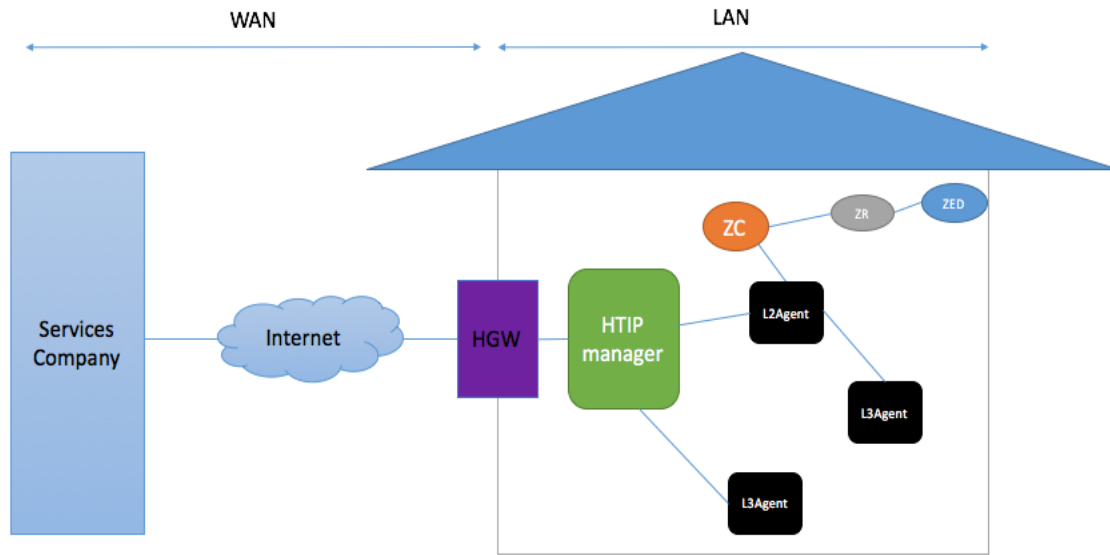 WAN
LAN
ZED
ZR
ZC
L2Agent
Services
Company
Internet
HGW
HTIP
manager
L3Agent
L3Agent